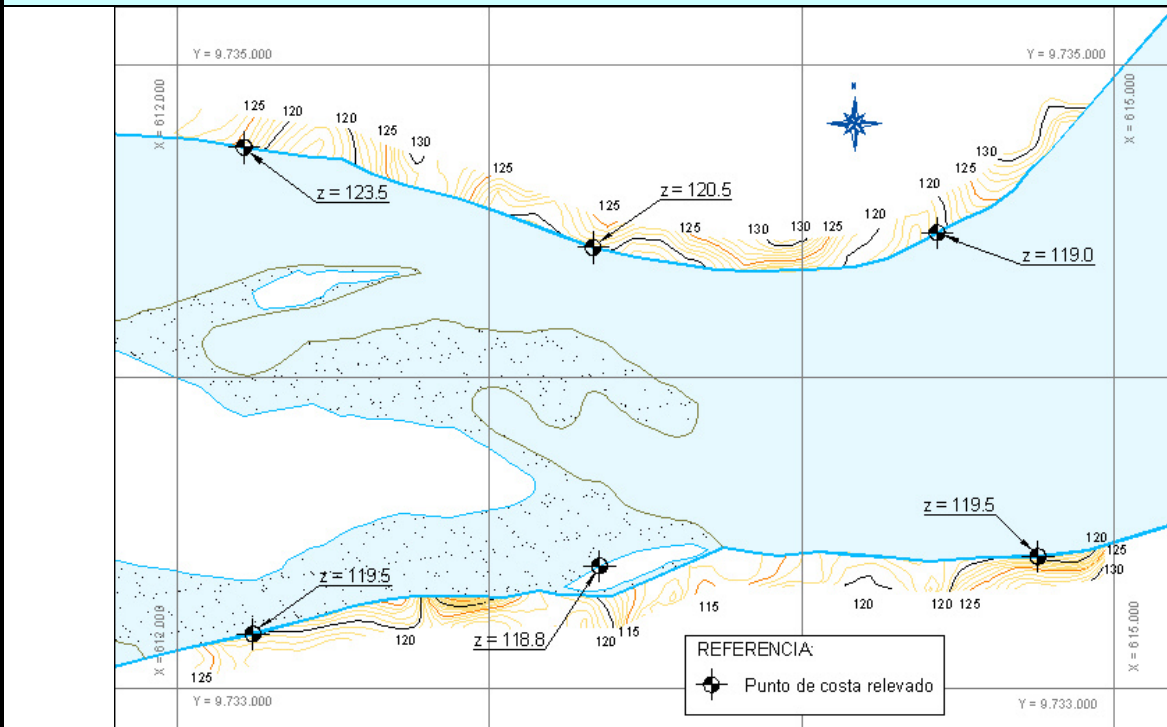 Y = 9.735.000
Y = 9.735.000
X = 612.000
X = 615.000
N
125
120
120
125
130
z = 123.5
125
125
z = 120.5
125
130
130
125
120
120
125
130
z = 119.0
z = 119.5
120
125
130
z = 119.5
115
120
120
125
120
115
120
z = 118.8
125
X = 612.000
X = 615.000
REFERENCIA:
Punto de costa relevado
Y = 9.733.000
Y = 9.733.000